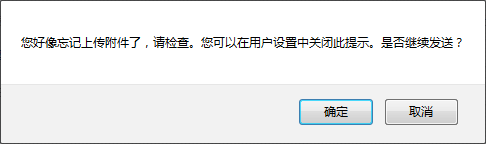 您好像忘记上传附件了，请检查。您可以在用户设置中关闭此提示。是否继续发送？
确定
取消